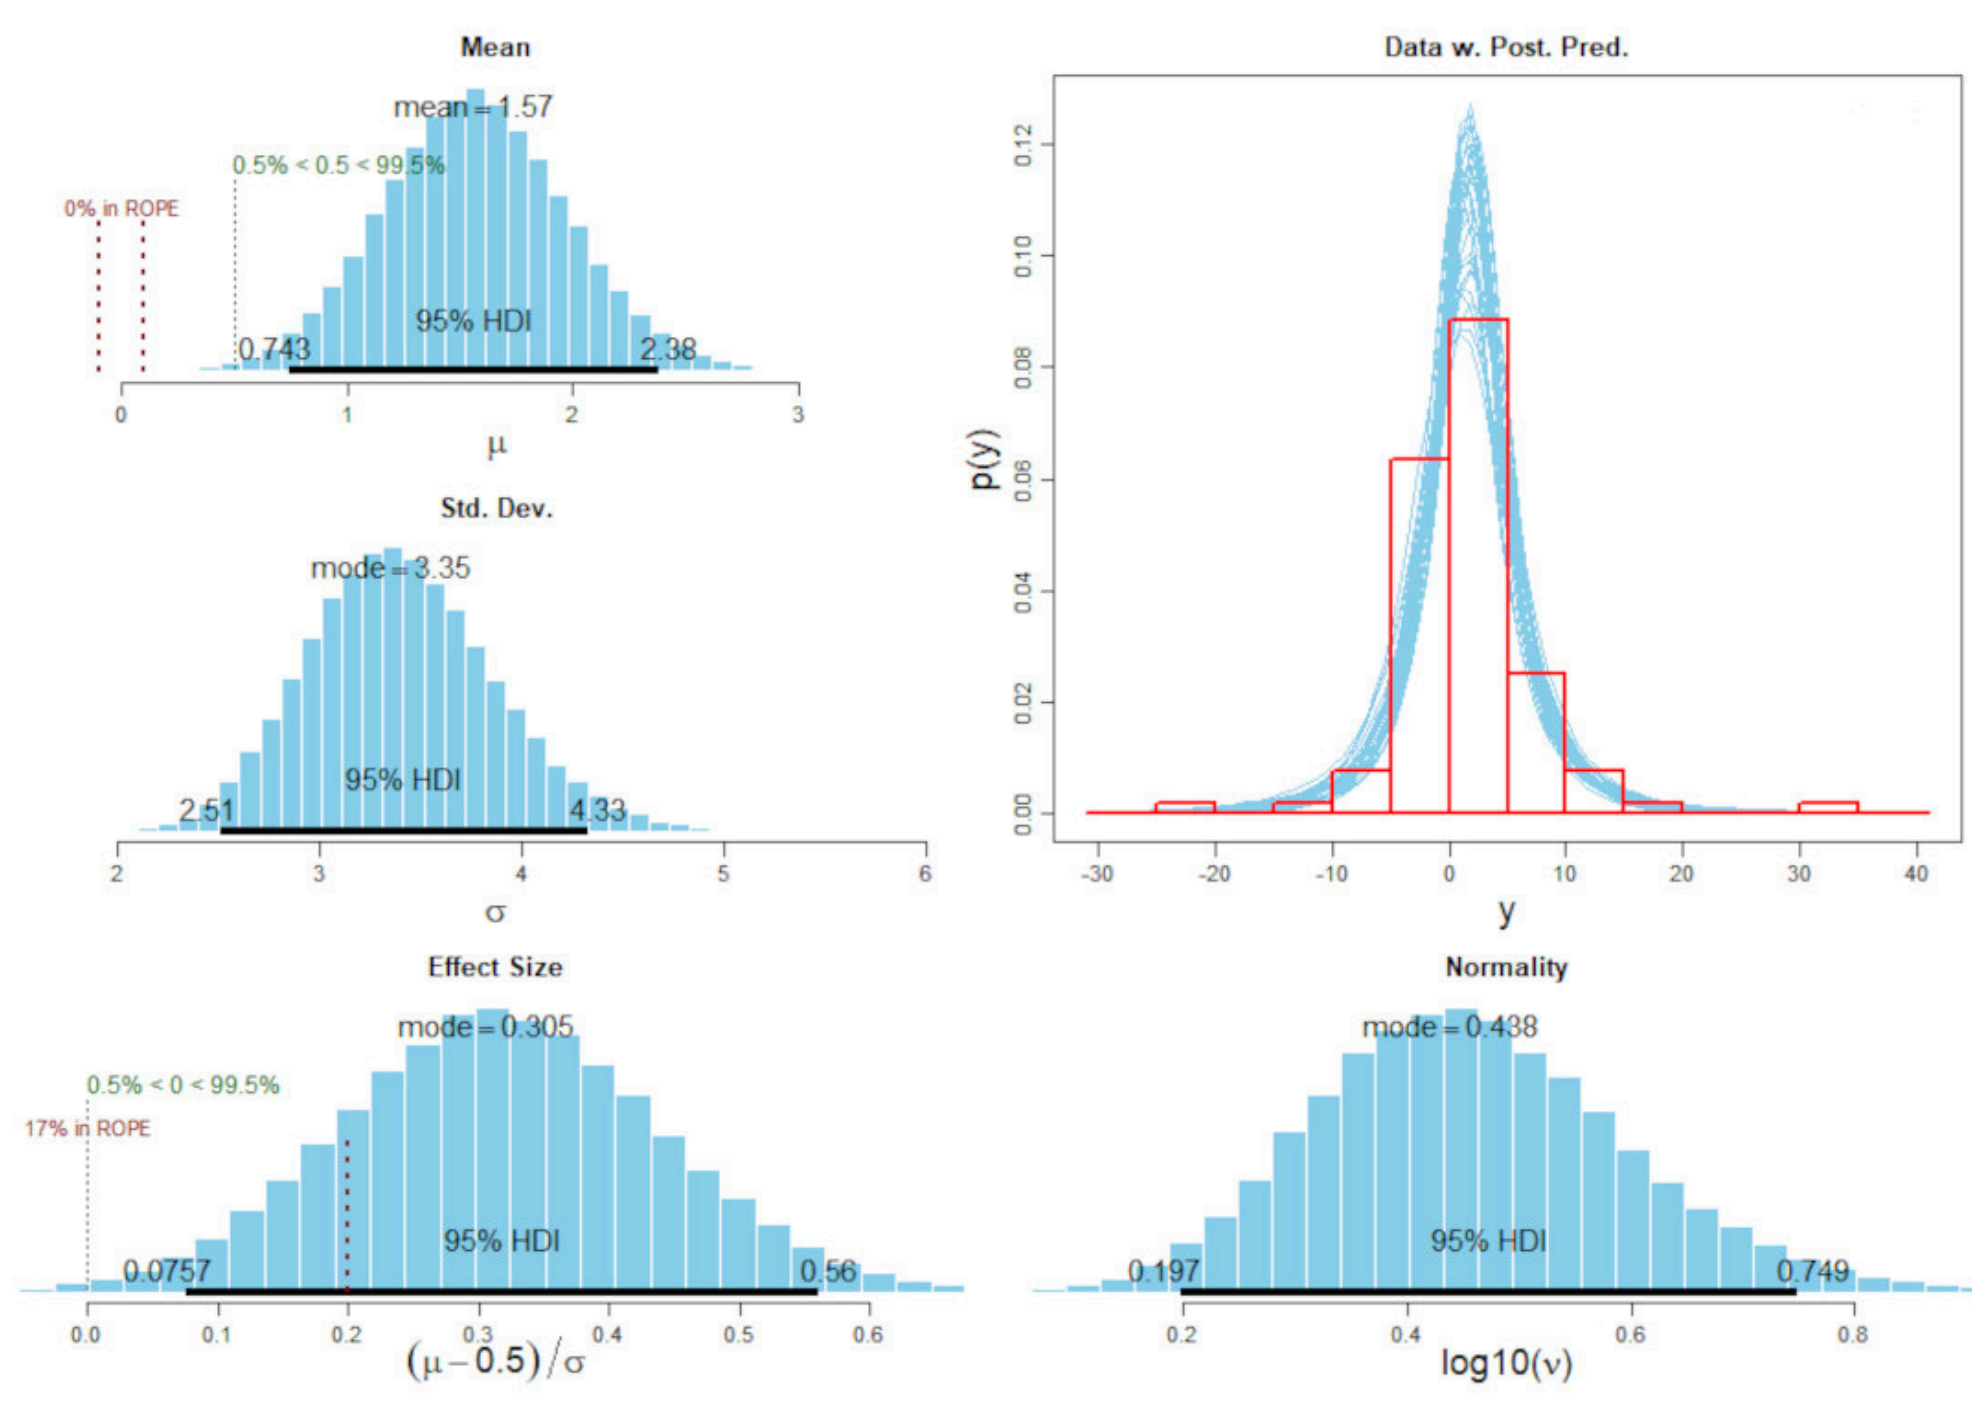 Mean
mean = 1.57
0.5% < 0.5 < 99.5%
0% in ROPE
95% HDI
0.743
2.38
0
1
2
3
μ
Std. Dev.
mode = 3.35
95% HDI
2.51
4.33
2
3
4
5
6
σ
Effect Size
mode = 0.305
0.5% < 0 < 99.5%
17% in ROPE
95% HDI
0.0757
0.56
0.0
0.1
0.2
0.3
0.4
0.5
0.6
(μ − 0.5) / σ
Data w. Post. Pred.
p(y)
0.12
0.10
0.08
0.06
0.04
0.02
0.00
-30
-20
-10
0
10
20
30
40
y
Normality
mode = 0.438
95% HDI
0.197
0.749
0.2
0.4
0.6
0.8
log10(ν)